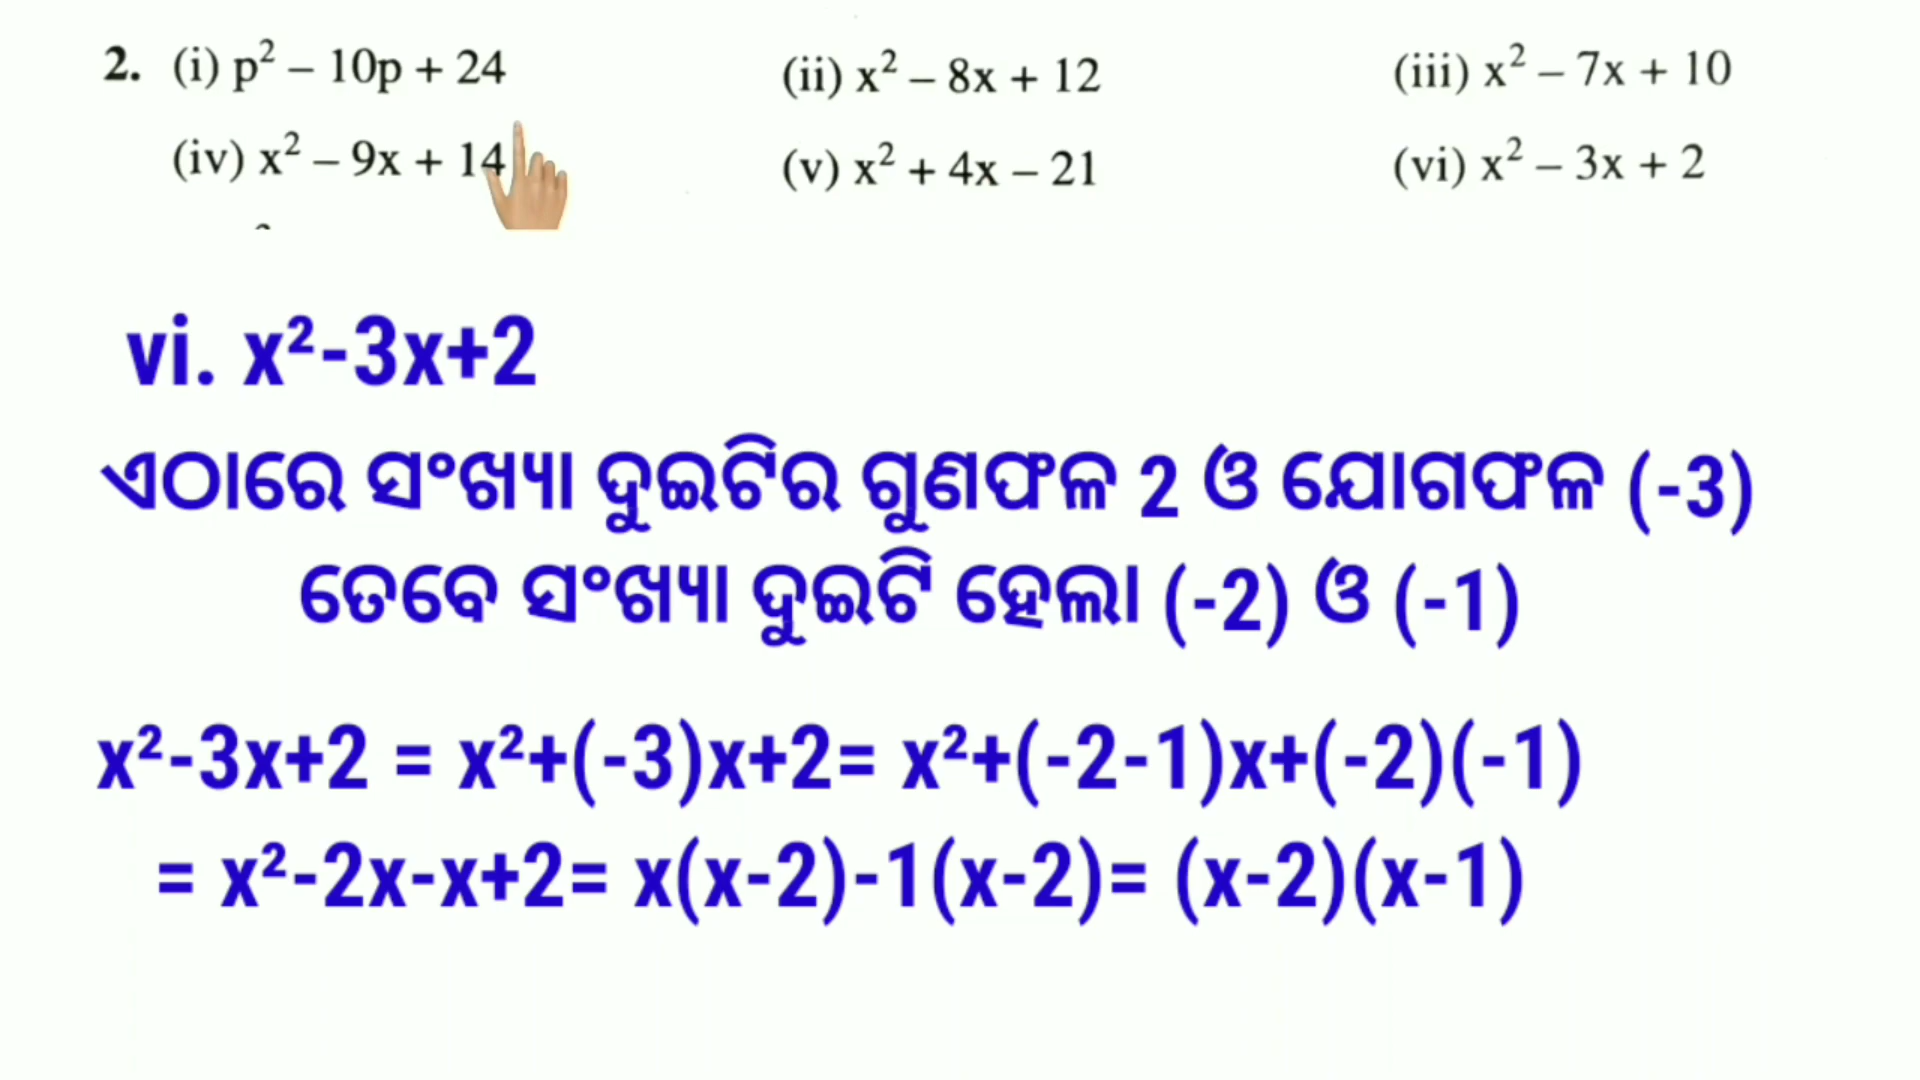 2. (i) p² – 10p + 24 (ii) x² – 8x + 12 (iii) x² – 7x + 10
(iv) x² – 9x + 14 (v) x² + 4x – 21 (vi) x² – 3x + 2
vi. x²-3x+2
ଏଠାରେ ସଂଖ୍ୟା ଦୁଇଟିର ଗୁଣଫଳ 2 ଓ ଯୋଗଫଳ (-3)
ତେବେ ସଂଖ୍ୟା ଦୁଇଟି ହେଲା (-2) ଓ (-1)
x²-3x+2 = x²+(-3)x+2= x²+(-2-1)x+(-2)(-1)
= x²-2x-x+2= x(x-2)-1(x-2)= (x-2)(x-1)